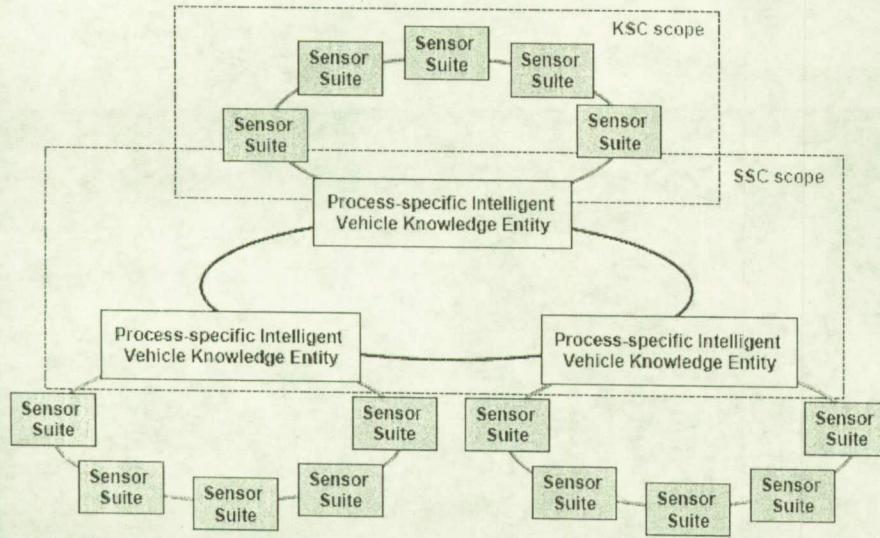 KSC scope
Sensor
Suite
Sensor
Suite
Sensor
Suite
Sensor
Suite
Sensor
Suite
SSC scope
Process-specific Intelligent
Vehicle Knowledge Entity
Process-specific Intelligent
Vehicle Knowledge Entity
Process-specific Intelligent
Vehicle Knowledge Entity
Sensor
Suite
Sensor
Suite
Sensor
Suite
Sensor
Suite
Sensor
Suite
Sensor
Suite
Sensor
Suite
Sensor
Suite
Sensor
Suite
Sensor
Suite